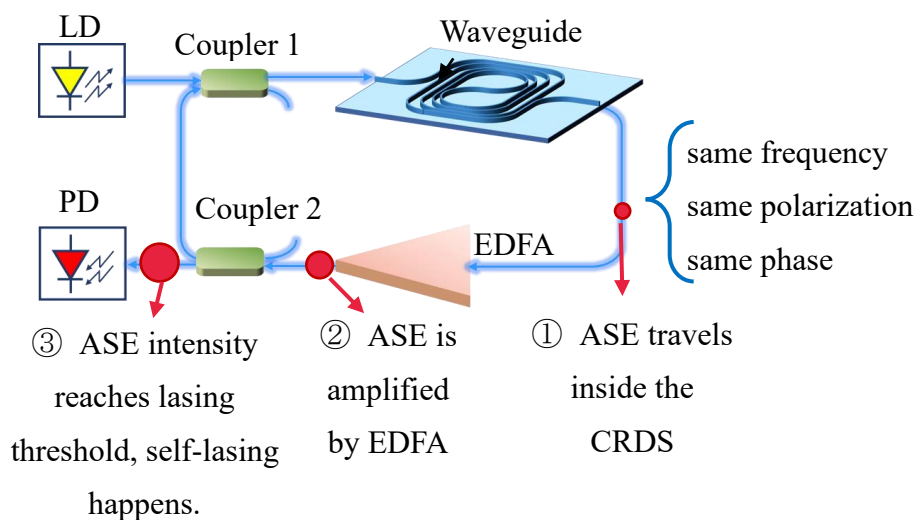 LD
Coupler 1
Waveguide
same frequency
same polarization
same phase
PD
Coupler 2
EDFA
③ ASE intensity
reaches lasing
threshold, self-lasing
happens.
② ASE is
amplified
by EDFA
① ASE travels
inside the
CRDS